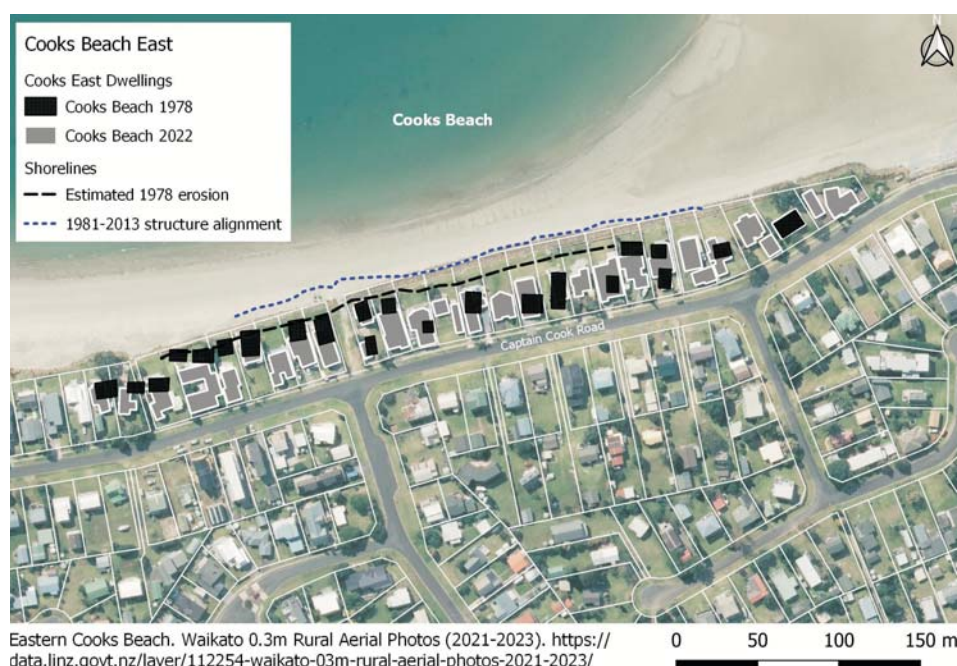 Cooks Beach East
Cooks East Dwellings
Cooks Beach 1978
Cooks Beach 2022
Shorelines
Estimated 1978 erosion
1981-2013 structure alignment
N
Cooks Beach
Captain Cook Road
Eastern Cooks Beach. Waikato 0.3m Rural Aerial Photos (2021-2023). https://
data.linz.govt.nz/layer/112254-waikato-03m-rural-aerial-photos-2021-2023/
0 50 100 150 m